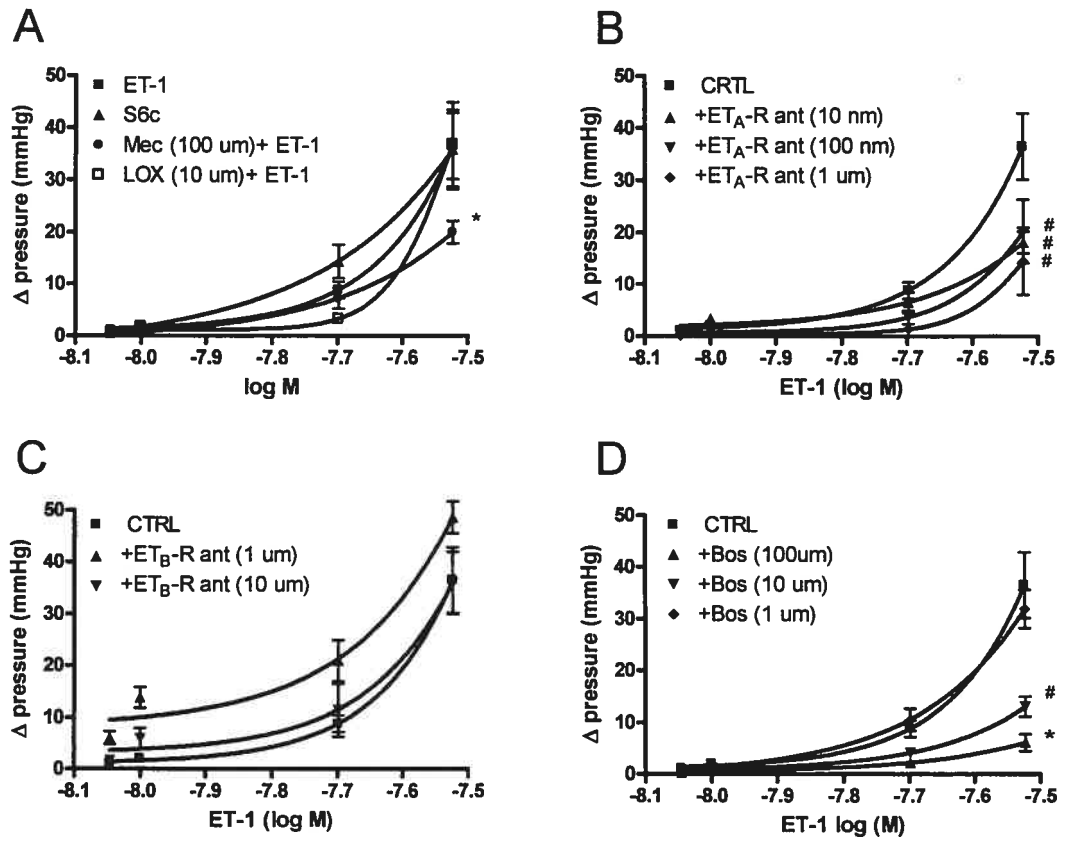 A
50
40
30
20
10
0
Δ pressure (mmHg)
ET-1
S6c
Mec (100 um)+ ET-1
LOX (10 um)+ ET-1
*
-8.1 -8.0 -7.9 -7.8 -7.7 -7.6 -7.5
log M
B
50
40
30
20
10
0
Δ pressure (mmHg)
CRTL
+ETA-R ant (10 nm)
+ETA-R ant (100 nm)
+ETA-R ant (1 um)
#
#
#
-8.1 -8.0 -7.9 -7.8 -7.7 -7.6 -7.5
ET-1 (log M)
C
50
40
30
20
10
0
Δ pressure (mmHg)
CTRL
+ETB-R ant (1 um)
+ETB-R ant (10 um)
-8.1 -8.0 -7.9 -7.8 -7.7 -7.6 -7.5
ET-1 (log M)
D
50
40
30
20
10
0
Δ pressure (mmHg)
CTRL
+Bos (100um)
+Bos (10 um)
+Bos (1 um)
#
*
-8.1 -8.0 -7.9 -7.8 -7.7 -7.6 -7.5
ET-1 log (M)